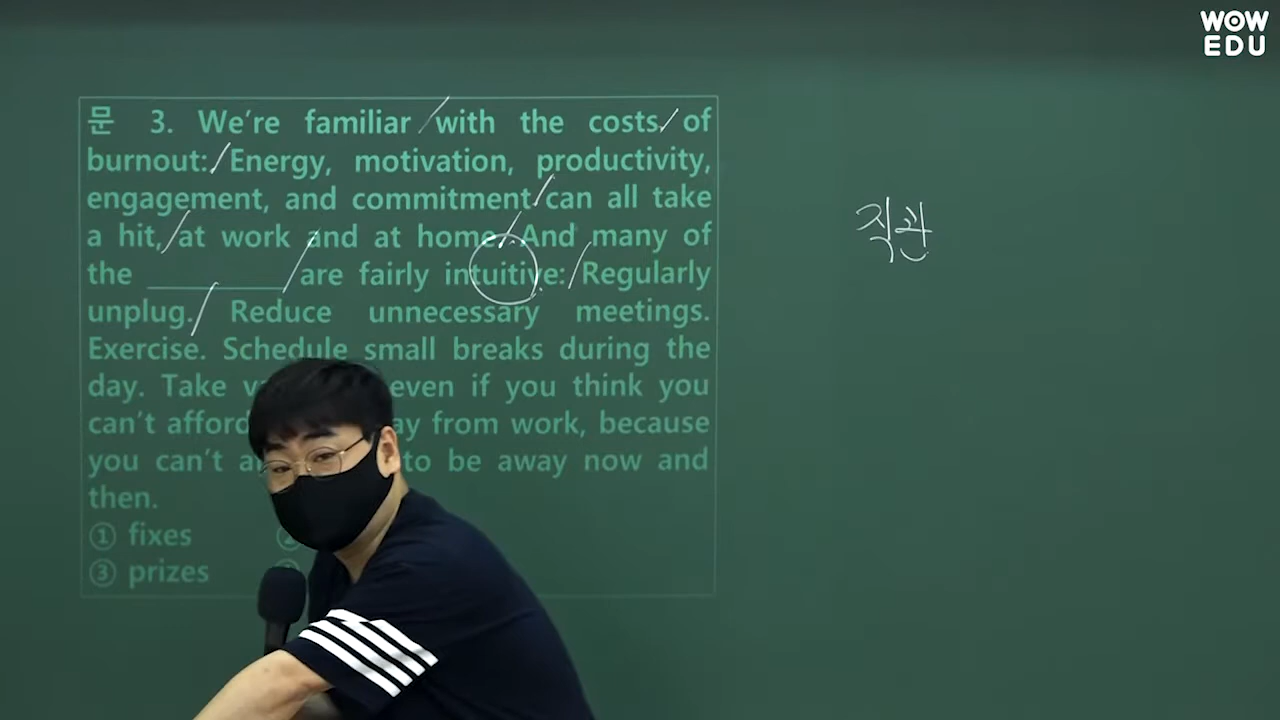 WOW
EDU
문 3. We're familiar with the costs of
burnout: Energy, motivation, productivity,
engagement, and commitment can all take
a hit, at work and at home. And many of
the __________ are fairly intuitive: Regularly
unplug. Reduce unnecessary meetings.
Exercise. Schedule small breaks during the
day. Take even if you think you
can't afford from work, because
you can't to be away now and
then.
① fixes ②
③ prizes
직관